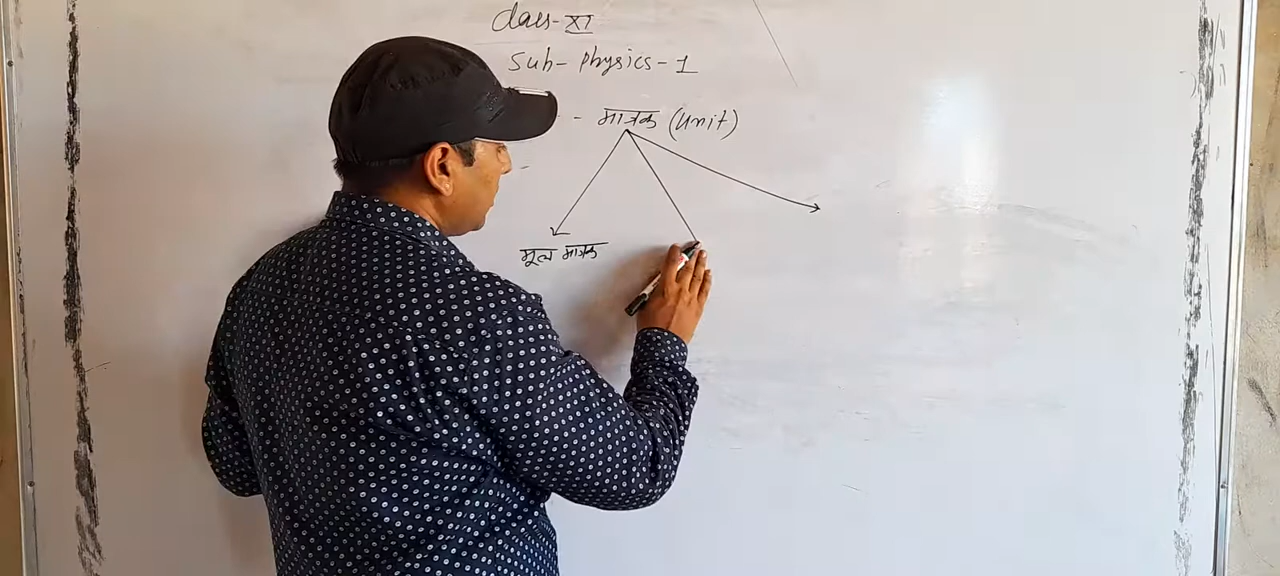 class-XI
Sub-physics-1
- मात्रक (Unit)
मूल मात्रक